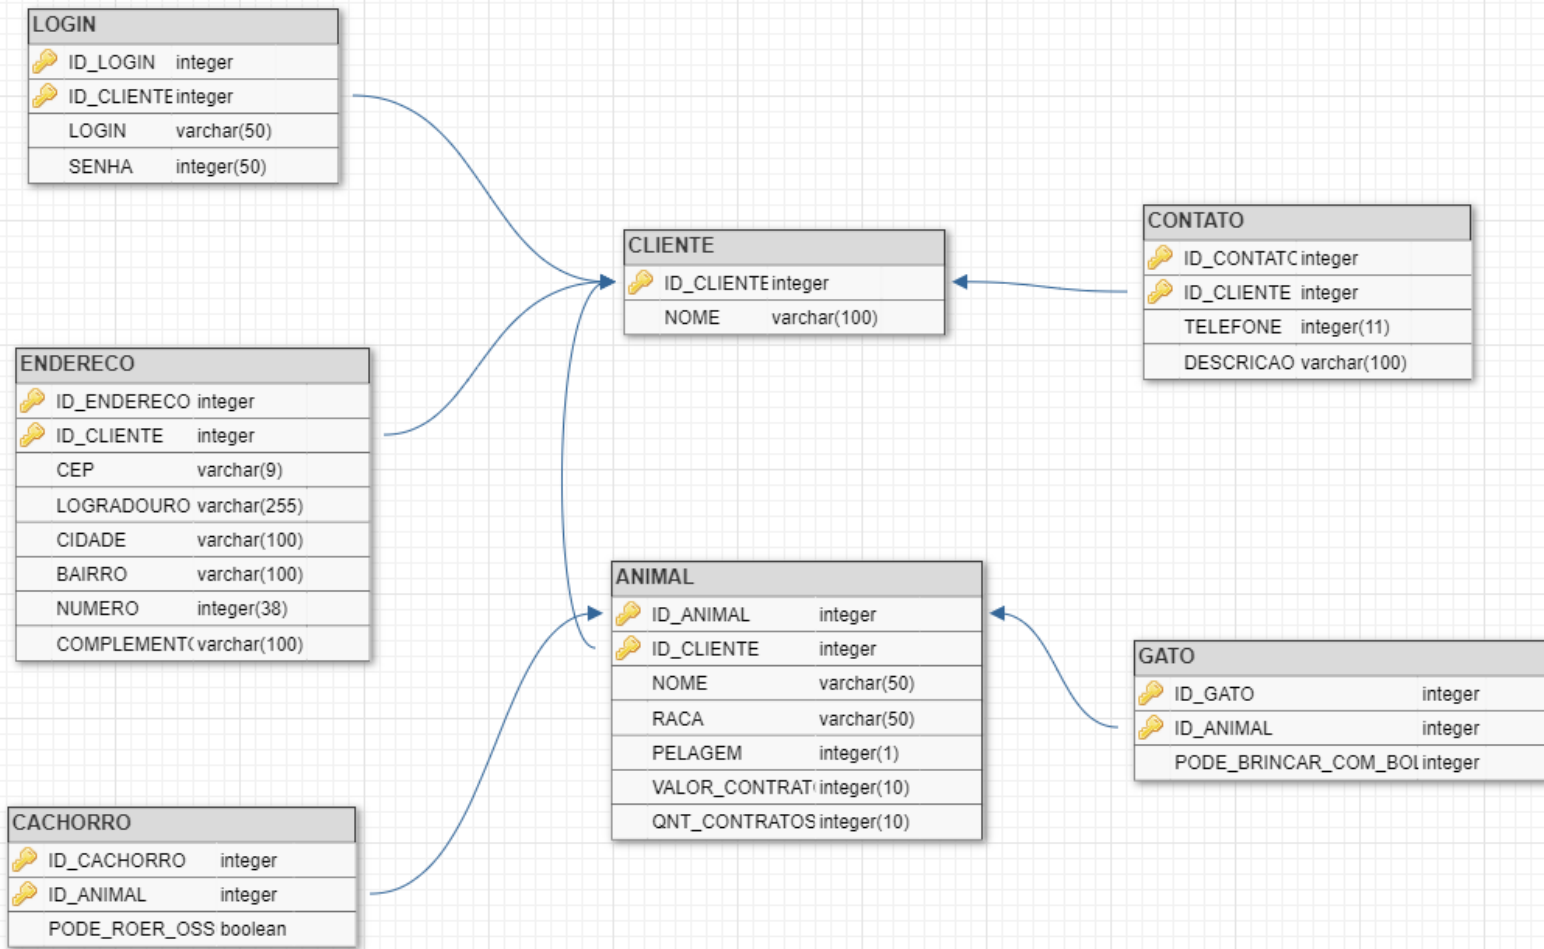 LOGIN
ID_LOGIN integer
ID_CLIENTE integer
LOGIN varchar(50)
SENHA integer(50)
CLIENTE
ID_CLIENTE integer
NOME varchar(100)
CONTATO
ID_CONTATO integer
ID_CLIENTE integer
TELEFONE integer(11)
DESCRICAO varchar(100)
ENDERECO
ID_ENDERECO integer
ID_CLIENTE integer
CEP varchar(9)
LOGRADOURO varchar(255)
CIDADE varchar(100)
BAIRRO varchar(100)
NUMERO integer(38)
COMPLEMENTO varchar(100)
ANIMAL
ID_ANIMAL integer
ID_CLIENTE integer
NOME varchar(50)
RACA varchar(50)
PELAGEM integer(1)
VALOR_CONTRAT integer(10)
QNT_CONTRATOS integer(10)
GATO
ID_GATO integer
ID_ANIMAL integer
PODE_BRINCAR_COM_BOL integer
CACHORRO
ID_CACHORRO integer
ID_ANIMAL integer
PODE_ROER_OSS boolean